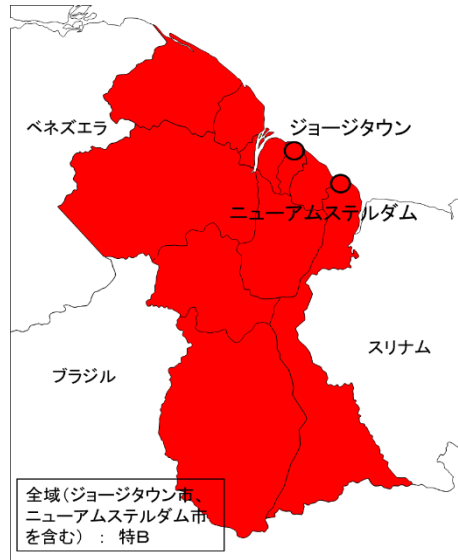 ベネズエラ
ジョージタウン
ニューアムステルダム
スリナム
ブラジル
全域(ジョージタウン市、
ニューアムステルダム市
を含む) : 特B